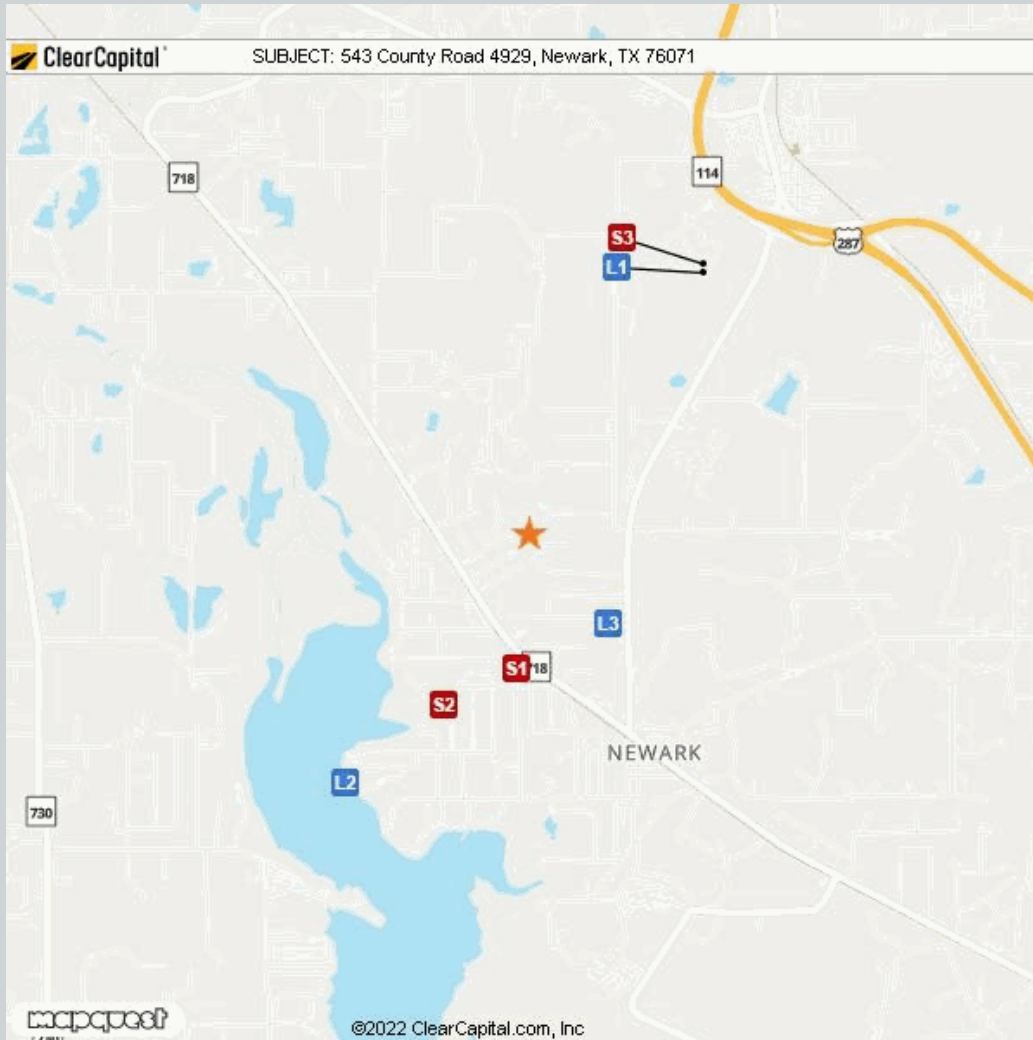 ClearCapital
SUBJECT: 543 County Road 4929, Newark, TX 76071
718
114
S3
287
L1
L3
S1
718
S2
NEWARK
L2
730
mapquest
©2022 ClearCapital.com, Inc